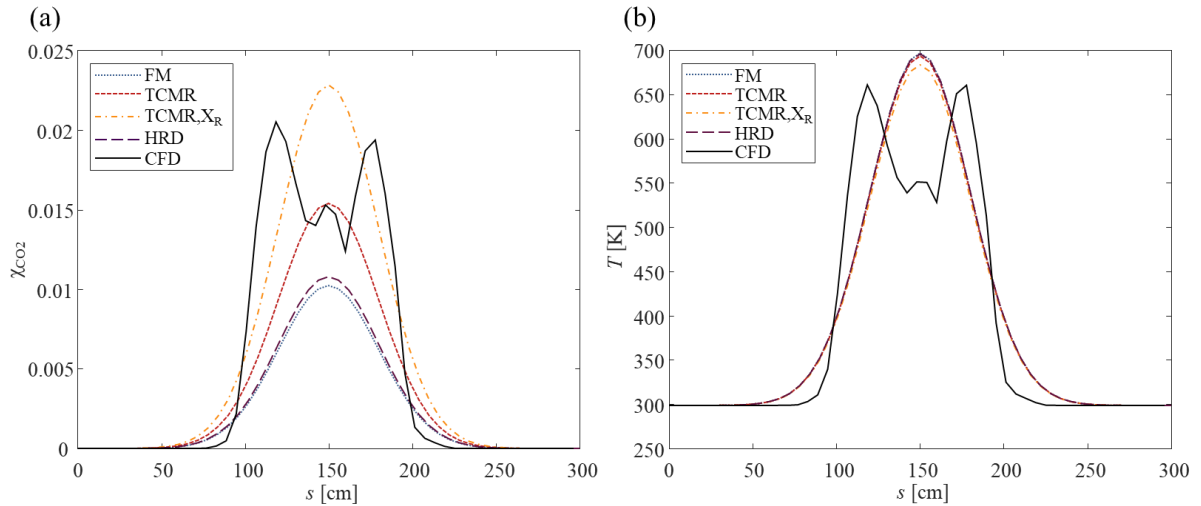 (a)
0.025
0.02
0.015
0.01
0.005
0
χCO2
FM
TCMR
TCMR,XR
HRD
CFD
0 50 100 150 200 250 300
s [cm]
(b)
700
650
600
550
500
450
400
350
300
250
T [K]
FM
TCMR
TCMR,XR
HRD
CFD
0 50 100 150 200 250 300
s [cm]